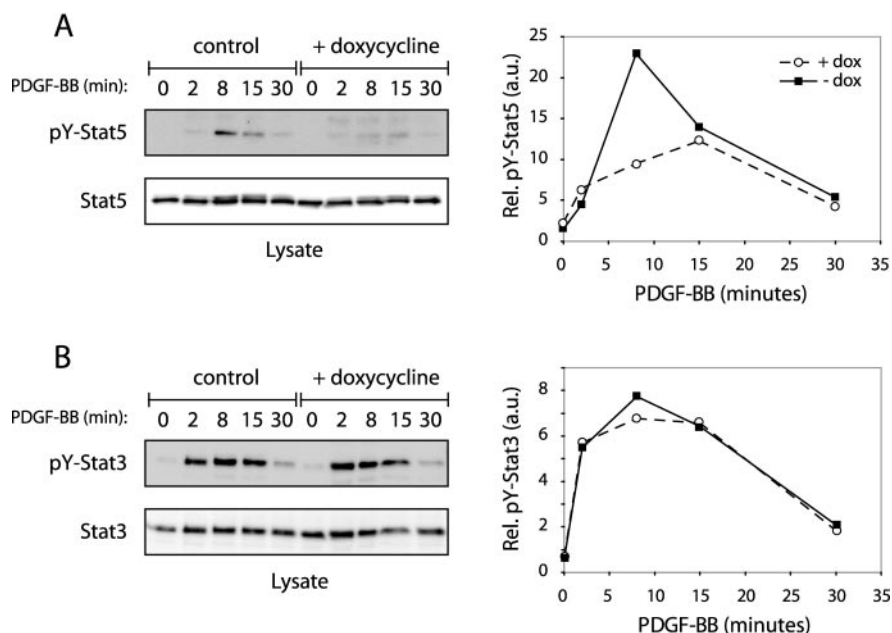 A
control + doxycycline
PDGF-BB (min): 0 2 8 15 30 0 2 8 15 30
pY-Stat5
Stat5
Lysate
Rel. pY-Stat5 (a.u.)
25
20
15
10
5
0
0 5 10 15 20 25 30 35
PDGF-BB (minutes)
+ dox
- dox
B
control + doxycycline
PDGF-BB (min): 0 2 8 15 30 0 2 8 15 30
pY-Stat3
Stat3
Lysate
Rel. pY-Stat3 (a.u.)
8
6
4
2
0
0 5 10 15 20 25 30 35
PDGF-BB (minutes)